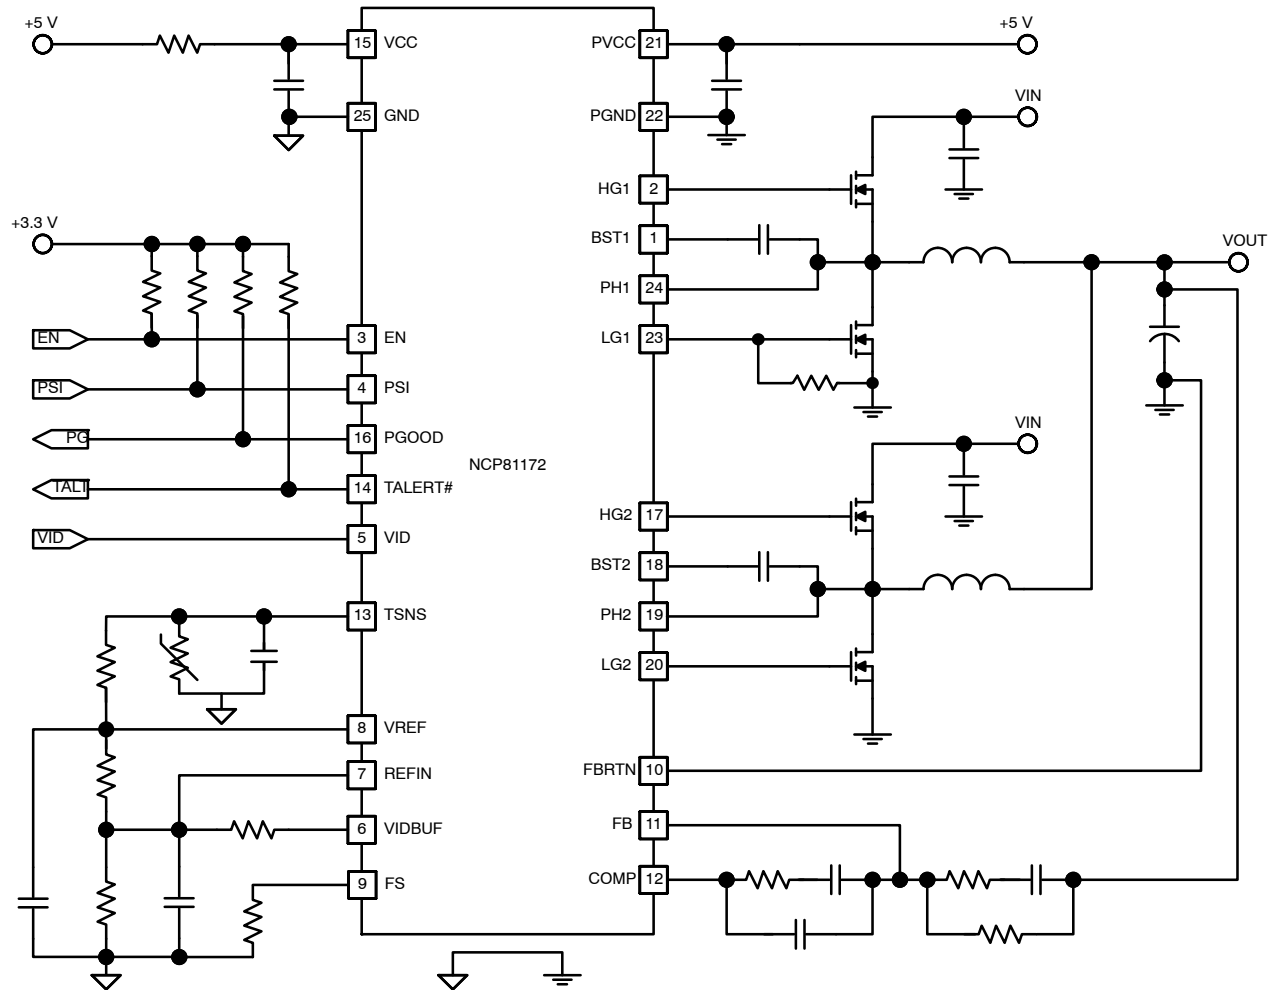 +5 V
15 VCC
PVCC 21
+5 V
25 GND
PGND 22
VIN
HG1 2
+3.3 V
BST1 1
VOUT
PH1 24
EN
3 EN
LG1 23
PSI
4 PSI
PG
16 PGOOD
VIN
NCP81172
TALT
14 TALERT#
HG2 17
VID
5 VID
BST2 18
13 TSNS
PH2 19
LG2 20
8 VREF
7 REFIN
FBRTN 10
6 VIDBUF
FB 11
9 FS
COMP 12